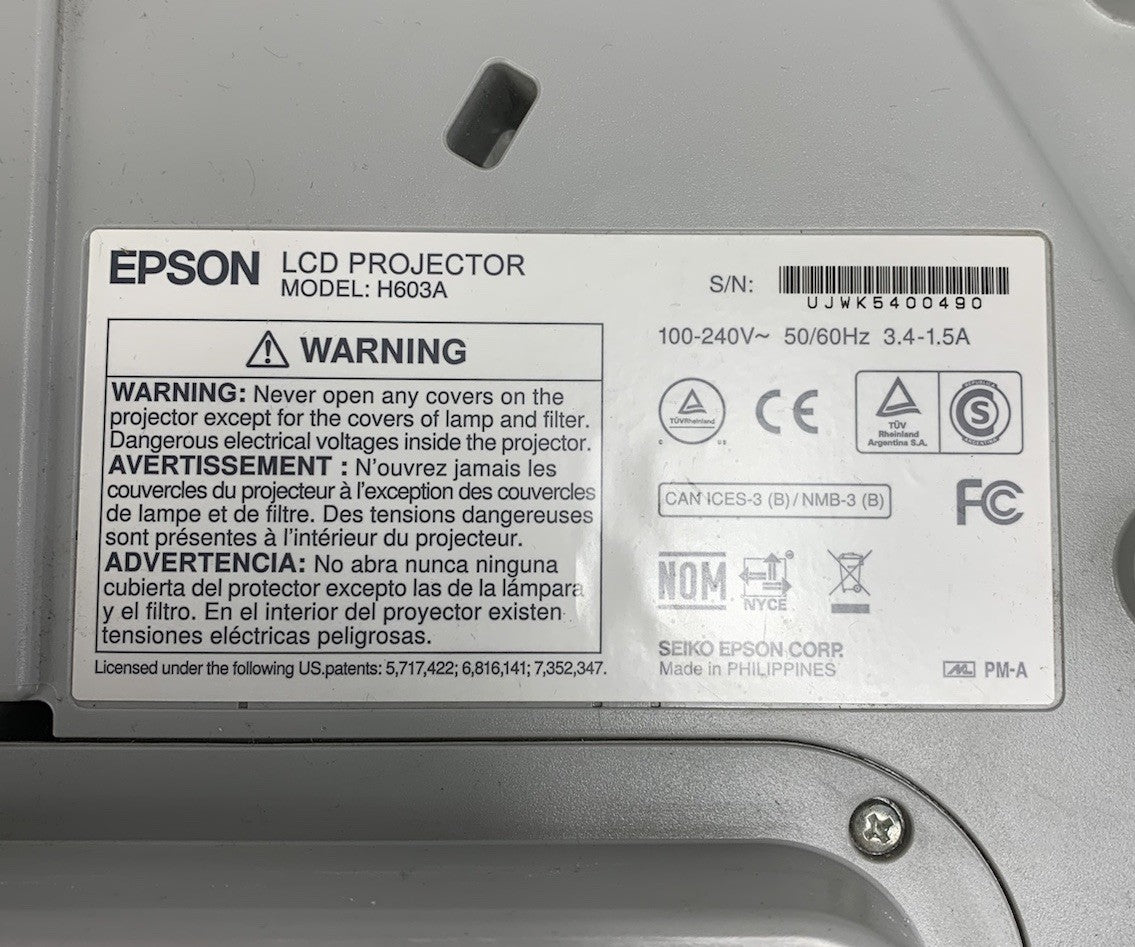 EPSON LCD PROJECTOR
MODEL: H603A
WARNING
WARNING: Never open any covers on the
projector except for the covers of lamp and filter.
Dangerous electrical voltages inside the projector.
AVERTISSEMENT : N'ouvrez jamais les
couvercles du projecteur à l'exception des couvercles
de lampe et de filtre. Des tensions dangereuses
sont présentes à l'intérieur du projecteur.
ADVERTENCIA: No abra nunca ninguna
cubierta del protector excepto las de la lámpara
y el filtro. En el interior del proyector existen
tensiones eléctricas peligrosas.
Licensed under the following US.patents: 5,717,422; 6,816,141; 7,352,347.
S/N:
UJWK5400490
100-240V~ 50/60Hz 3.4-1.5A
TÜVRheinland
C US
CE
TÜV
Rheinland
Argentina S.A.
REPUBLICA
S
ARGENTINA
CAN ICES-3 (B) / NMB-3 (B)
FC
NOM
NYCE
SEIKO EPSON CORP.
Made in PHILIPPINES
PM-A